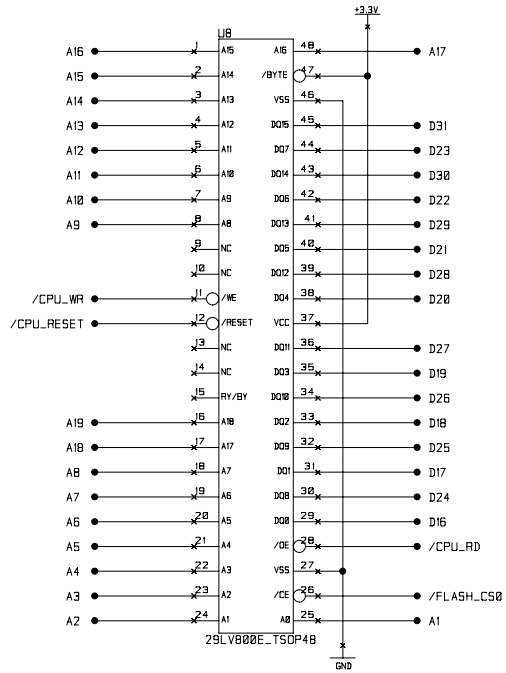 +3.3V
U8
A16 1 A15 A16 48 A17
A15 2 A14 /BYTE 47
A14 3 A13 VSS 46
A13 4 A12 DQ15 45 D31
A12 5 A11 DQ7 44 D23
A11 6 A10 DQ14 43 D30
A10 7 A9 DQ6 42 D22
A9 8 A8 DQ13 41 D29
9 NC DQ5 40 D21
10 NC DQ12 39 D28
/CPU_WR 11 /WE DQ4 38 D20
/CPU_RESET 12 /RESET VCC 37
13 NC DQ11 36 D27
14 NC DQ3 35 D19
15 RY/BY DQ10 34 D26
A19 16 A18 DQ2 33 D18
A18 17 A17 DQ9 32 D25
A8 18 A7 DQ1 31 D17
A7 19 A6 DQ8 30 D24
A6 20 A5 DQ0 29 D16
A5 21 A4 /OE 28 /CPU_RD
A4 22 A3 VSS 27
A3 23 A2 /CE 26 /FLASH_CS0
A2 24 A1 A0 25 A1
29LV800E_TSOP48
GND